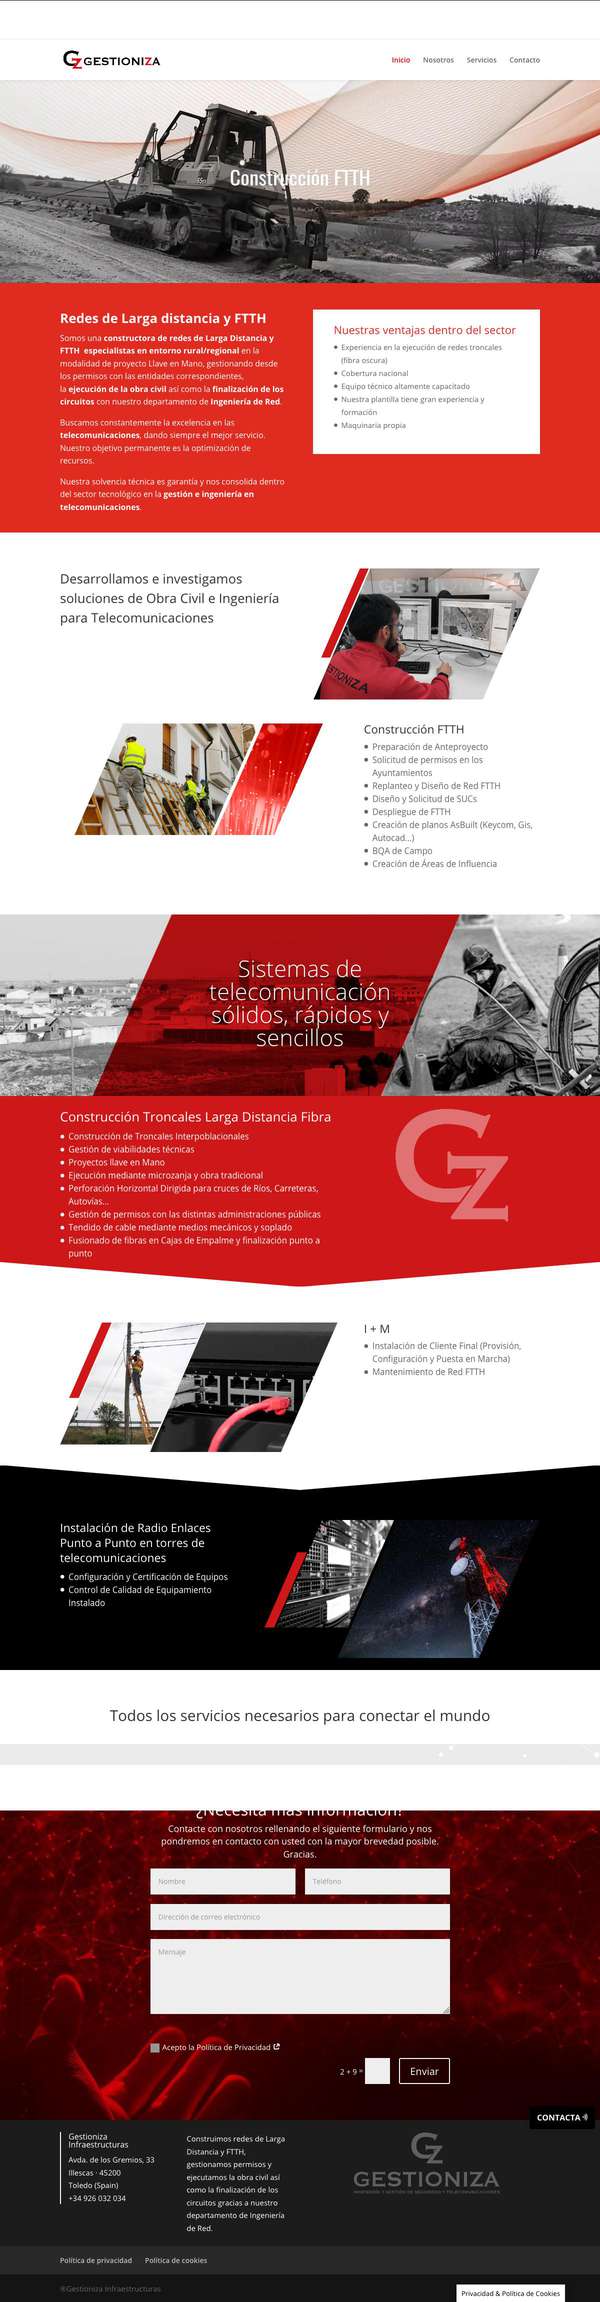 GZ GESTIONIZA
Inicio Nosotros Servicios Contacto
Construcción FTTH
Redes de Larga distancia y FTTH
Somos una constructora de redes de Larga Distancia y
FTTH especialistas en entorno rural/regional en la
modalidad de proyecto Llave en Mano, gestionando desde
los permisos con las entidades correspondientes,
la ejecución de la obra civil así como la finalización de los
circuitos con nuestro departamento de Ingeniería de Red.
Buscamos constantemente la excelencia en las
telecomunicaciones, dando siempre el mejor servicio.
Nuestro objetivo permanente es la optimización de
recursos.
Nuestra solvencia técnica es garantía y nos consolida dentro
del sector tecnológico en la gestión e ingeniería en
telecomunicaciones.
Nuestras ventajas dentro del sector
Experiencia en la ejecución de redes troncales
(fibra oscura)
Cobertura nacional
Equipo técnico altamente capacitado
Nuestra plantilla tiene gran experiencia y
formación
Maquinaria propia
Desarrollamos e investigamos
soluciones de Obra Civil e Ingeniería
para Telecomunicaciones
GESTIONIZA
STIONIZA
Construcción FTTH
Preparación de Anteproyecto
Solicitud de permisos en los
Ayuntamientos
Replanteo y Diseño de Red FTTH
Diseño y Solicitud de SUCs
Despliegue de FTTH
Creación de planos AsBuilt (Keycom, Gis,
Autocad...)
BQA de Campo
Creación de Áreas de Influencia
Sistemas de
telecomunicación
sólidos, rápidos y
sencillos
Construcción Troncales Larga Distancia Fibra
Construcción de Troncales Interpoblacionales
Gestión de viabilidades técnicas
Proyectos llave en Mano
Ejecución mediante microzanja y obra tradicional
Perforación Horizontal Dirigida para cruces de Ríos, Carreteras,
Autovías...
Gestión de permisos con las distintas administraciones públicas
Tendido de cable mediante medios mecánicos y soplado
Fusionado de fibras en Cajas de Empalme y finalización punto a
punto
GZ
I + M
Instalación de Cliente Final (Provisión,
Configuración y Puesta en Marcha)
Mantenimiento de Red FTTH
Instalación de Radio Enlaces
Punto a Punto en torres de
telecomunicaciones
Configuración y Certificación de Equipos
Control de Calidad de Equipamiento
Instalado
Todos los servicios necesarios para conectar el mundo
¿Necesita más información?
Contacte con nosotros rellenando el siguiente formulario y nos
pondremos en contacto con usted con la mayor brevedad posible.
Gracias.
Nombre Teléfono
Dirección de correo electrónico
Mensaje
Acepto la Política de Privacidad
2 + 9 = Enviar
CONTACTA
Gestioniza
Infraestructuras
Avda. de los Gremios, 33
Illescas · 45200
Toledo (Spain)
+34 926 032 034
Construimos redes de Larga
Distancia y FTTH,
gestionamos permisos y
ejecutamos la obra civil así
como la finalización de los
circuitos gracias a nuestro
departamento de Ingeniería
de Red.
GZ
GESTIONIZA
Política de privacidad Política de cookies
®Gestioniza Infraestructuras
Privacidad & Política de Cookies